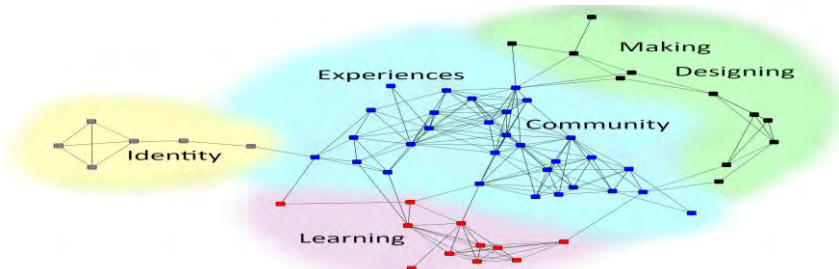 Making
Experiences
Designing
Community
Identity
Learning